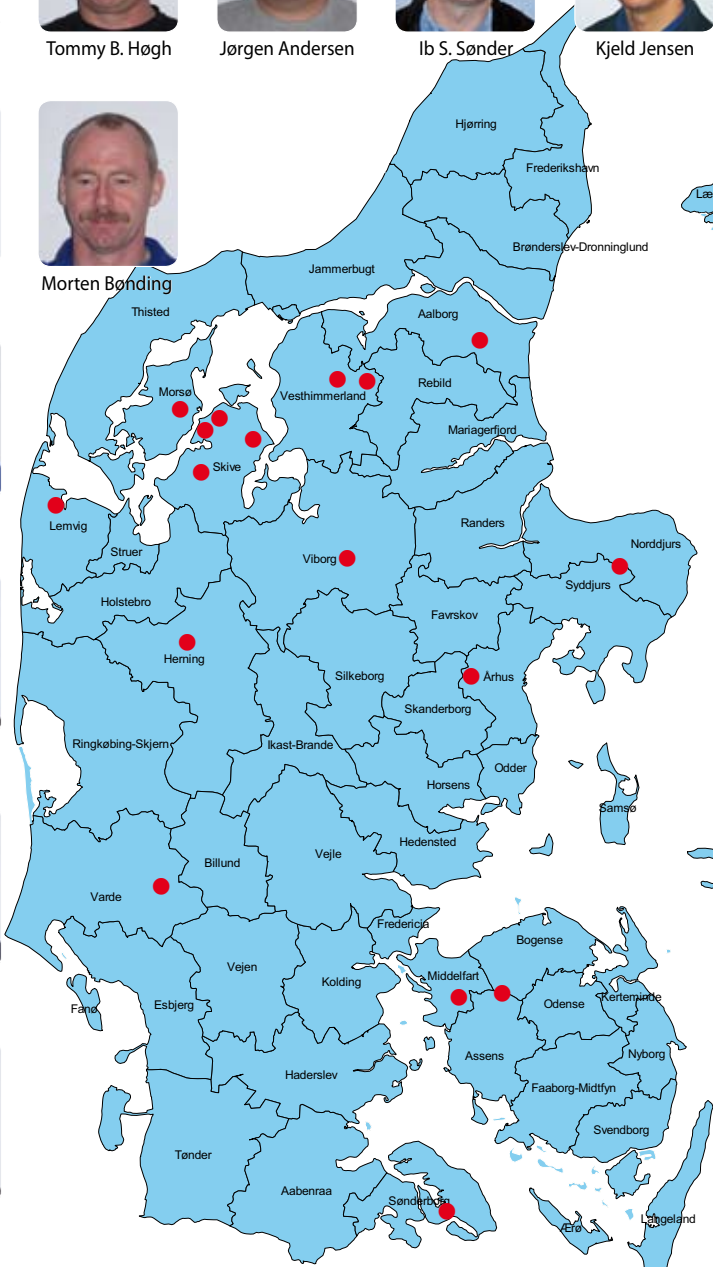 Tommy B. Høgh
Jørgen Andersen
Ib S. Sønder
Kjeld Jensen
Morten Bønding
Hjørring
Frederikshavn
Brønderslev-Dronninglund
Jammerbugt
Thisted
Aalborg
Morsø
Vesthimmerland
Rebild
Mariagerfjord
Skive
Lemvig
Struer
Viborg
Randers
Norddjurs
Syddjurs
Holstebro
Favrskov
Herning
Silkeborg
Århus
Skanderborg
Ringkøbing-Skjern
Ikast-Brande
Odder
Horsens
Samsø
Hedensted
Billund
Vejle
Varde
Fredericia
Bogense
Vejen
Kolding
Middelfart
Odense
Kerteminde
Fanø
Esbjerg
Assens
Nyborg
Haderslev
Faaborg-Midtfyn
Svendborg
Tønder
Aabenraa
Sønderborg
Ærø
Langeland
Læ